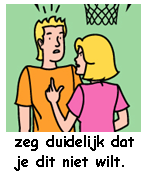 zeg duidelijk dat
je dit niet wilt.